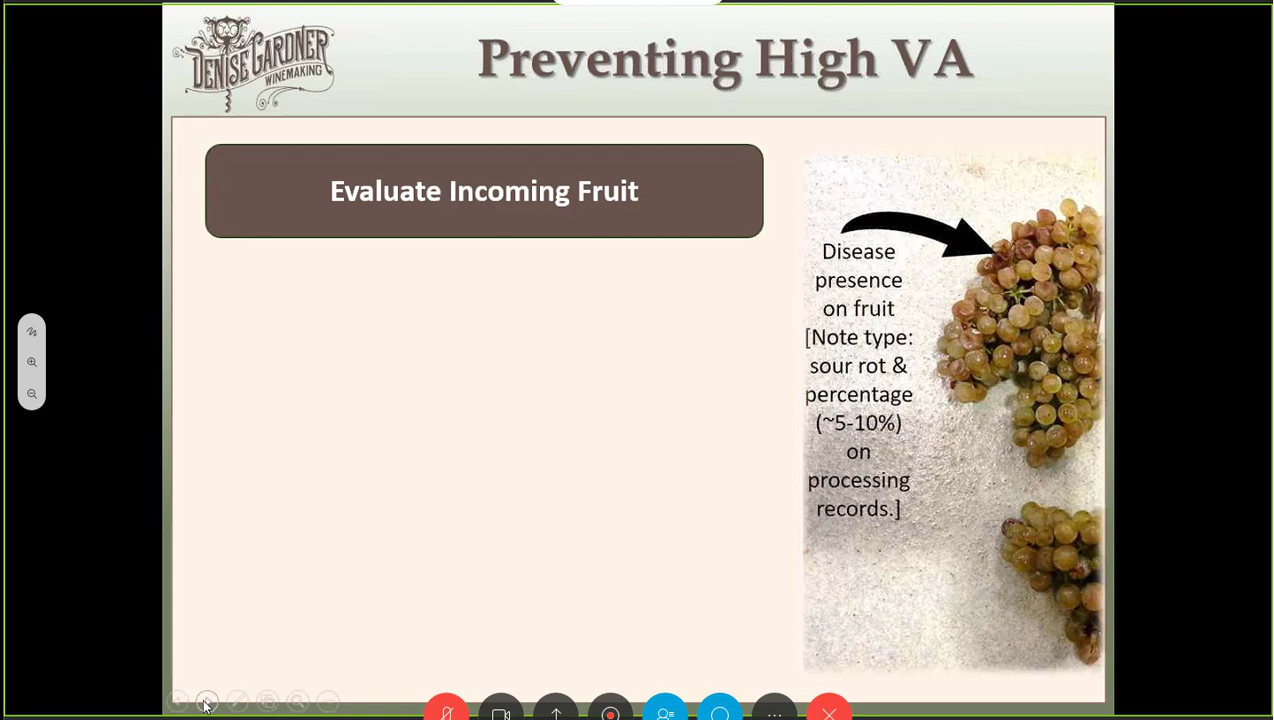 DENISE GARDNER
WINEMAKING
Preventing High VA
Evaluate Incoming Fruit
Disease
presence
on fruit
[Note type:
sour rot &
percentage
(~5-10%)
on
processing
records.]